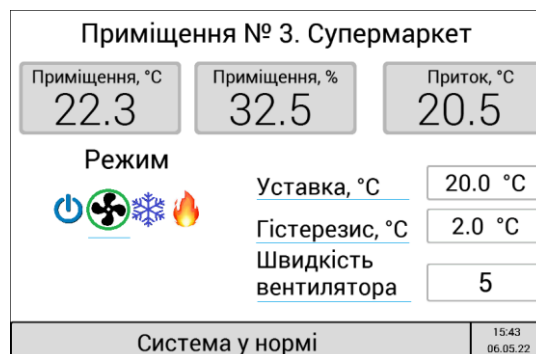 Приміщення № 3. Супермаркет
Приміщення, °C Приміщення, % Приток, °C
22.3 32.5 20.5
Режим
Уставка, °C 20.0 °C
Гістерезис, °C 2.0 °C
Швидкість
вентилятора 5
Система у нормі
15:43
06.05.22